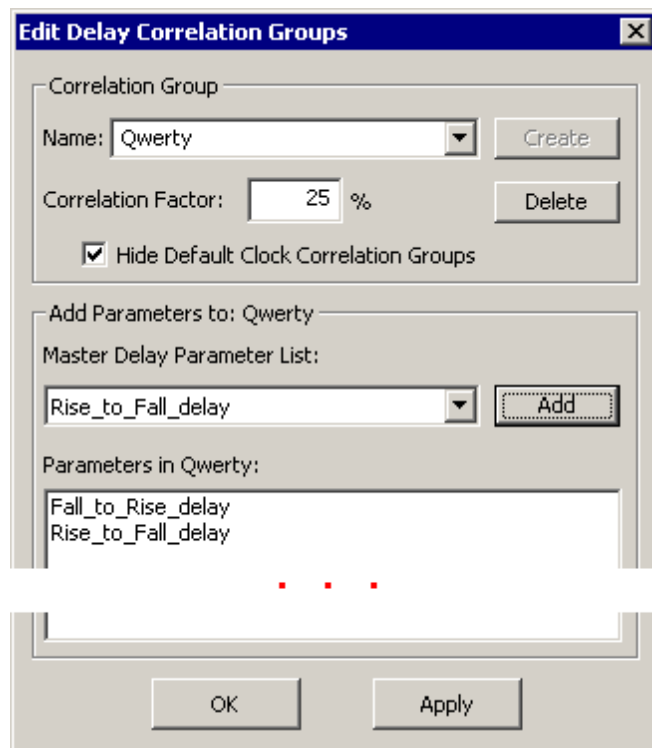 Edit Delay Correlation Groups
Correlation Group
Name: Qwerty Create
Correlation Factor: 25 % Delete
Hide Default Clock Correlation Groups
Add Parameters to: Qwerty
Master Delay Parameter List:
Rise_to_Fall_delay Add
Parameters in Qwerty:
Fall_to_Rise_delay
Rise_to_Fall_delay
. . .
OK Apply